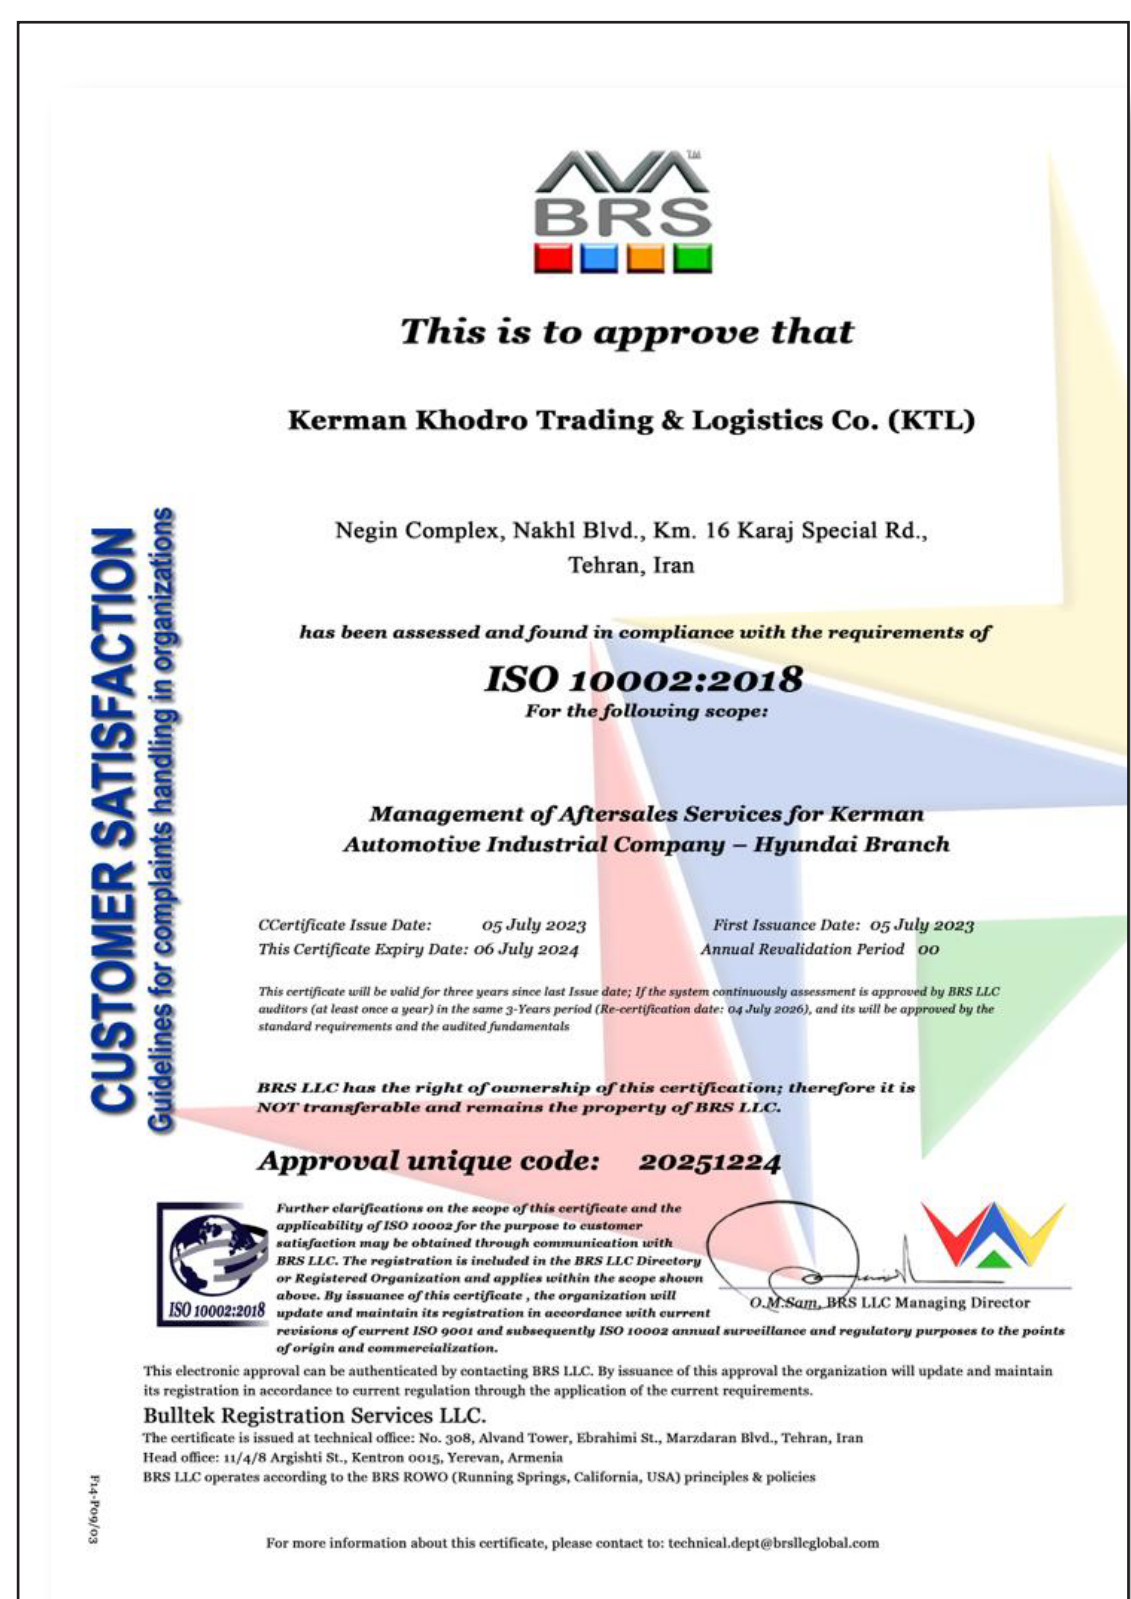 AVA™
BRS
This is to approve that
Kerman Khodro Trading & Logistics Co. (KTL)
Negin Complex, Nakhl Blvd., Km. 16 Karaj Special Rd.,
Tehran, Iran
has been assessed and found in compliance with the requirements of
ISO 10002:2018
For the following scope:
Management of Aftersales Services for Kerman
Automotive Industrial Company – Hyundai Branch
CUSTOMER SATISFACTION
Guidelines for complaints handling in organizations
CCertificate Issue Date: 05 July 2023 First Issuance Date: 05 July 2023
This Certificate Expiry Date: 06 July 2024 Annual Revalidation Period 00
This certificate will be valid for three years since last Issue date; If the system continuously assessment is approved by BRS LLC
auditors (at least once a year) in the same 3-Years period (Re-certification date: 04 July 2026), and its will be approved by the
standard requirements and the audited fundamentals
BRS LLC has the right of ownership of this certification; therefore it is
NOT transferable and remains the property of BRS LLC.
Approval unique code: 20251224
Further clarifications on the scope of this certificate and the
applicability of ISO 10002 for the purpose to customer
satisfaction may be obtained through communication with
BRS LLC. The registration is included in the BRS LLC Directory
or Registered Organization and applies within the scope shown
above. By issuance of this certificate , the organization will
update and maintain its registration in accordance with current
revisions of current ISO 9001 and subsequently ISO 10002 annual surveillance and regulatory purposes to the points
of origin and commercialization.
ISO 10002:2018
O.M.Sam, BRS LLC Managing Director
This electronic approval can be authenticated by contacting BRS LLC. By issuance of this approval the organization will update and maintain
its registration in accordance to current regulation through the application of the current requirements.
Bulltek Registration Services LLC.
The certificate is issued at technical office: No. 308, Alvand Tower, Ebrahimi St., Marzdaran Blvd., Tehran, Iran
Head office: 11/4/8 Argishti St., Kentron 0015, Yerevan, Armenia
BRS LLC operates according to the BRS ROWO (Running Springs, California, USA) principles & policies
F14-P09/03
For more information about this certificate, please contact to: technical.dept@brsllcglobal.com